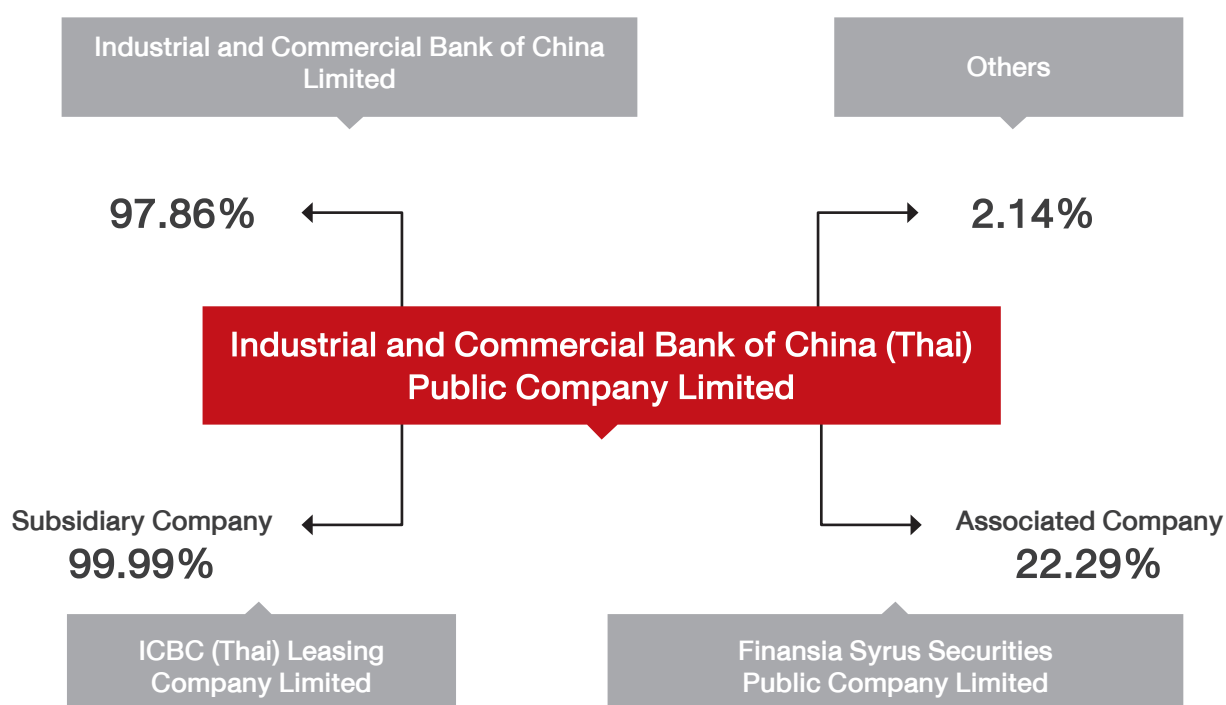 Industrial and Commercial Bank of China
Limited
Others
97.86%
2.14%
Industrial and Commercial Bank of China (Thai)
Public Company Limited
Subsidiary Company
99.99%
Associated Company
22.29%
ICBC (Thai) Leasing
Company Limited
Finansia Syrus Securities
Public Company Limited